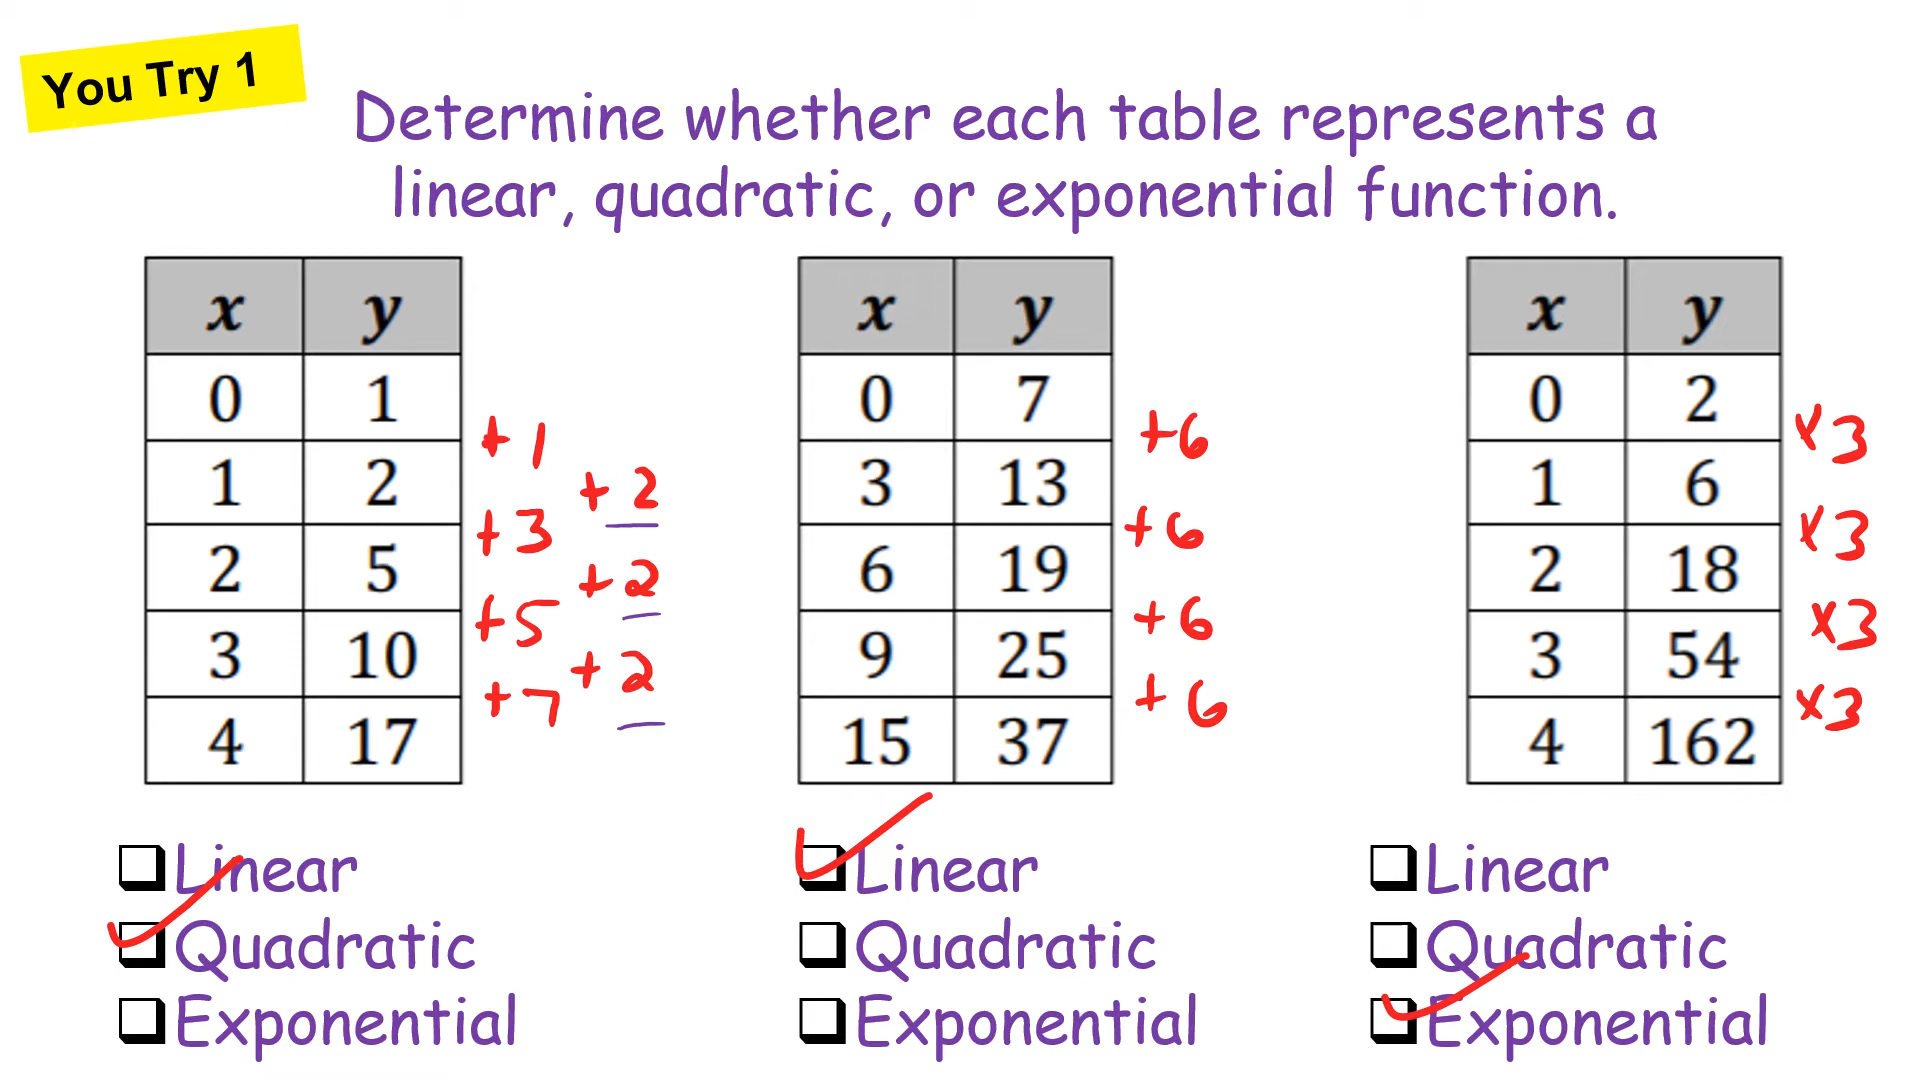 You Try 1
Determine whether each table represents a
linear, quadratic, or exponential function.
x y
0 1
1 2
2 5
3 10
4 17
+1
+3
+5
+7
+2
+2
+2
Linear
Quadratic
Exponential
x y
0 7
3 13
6 19
9 25
15 37
+6
+6
+6
+6
Linear
Quadratic
Exponential
x y
0 2
1 6
2 18
3 54
4 162
x3
x3
x3
x3
Linear
Quadratic
Exponential